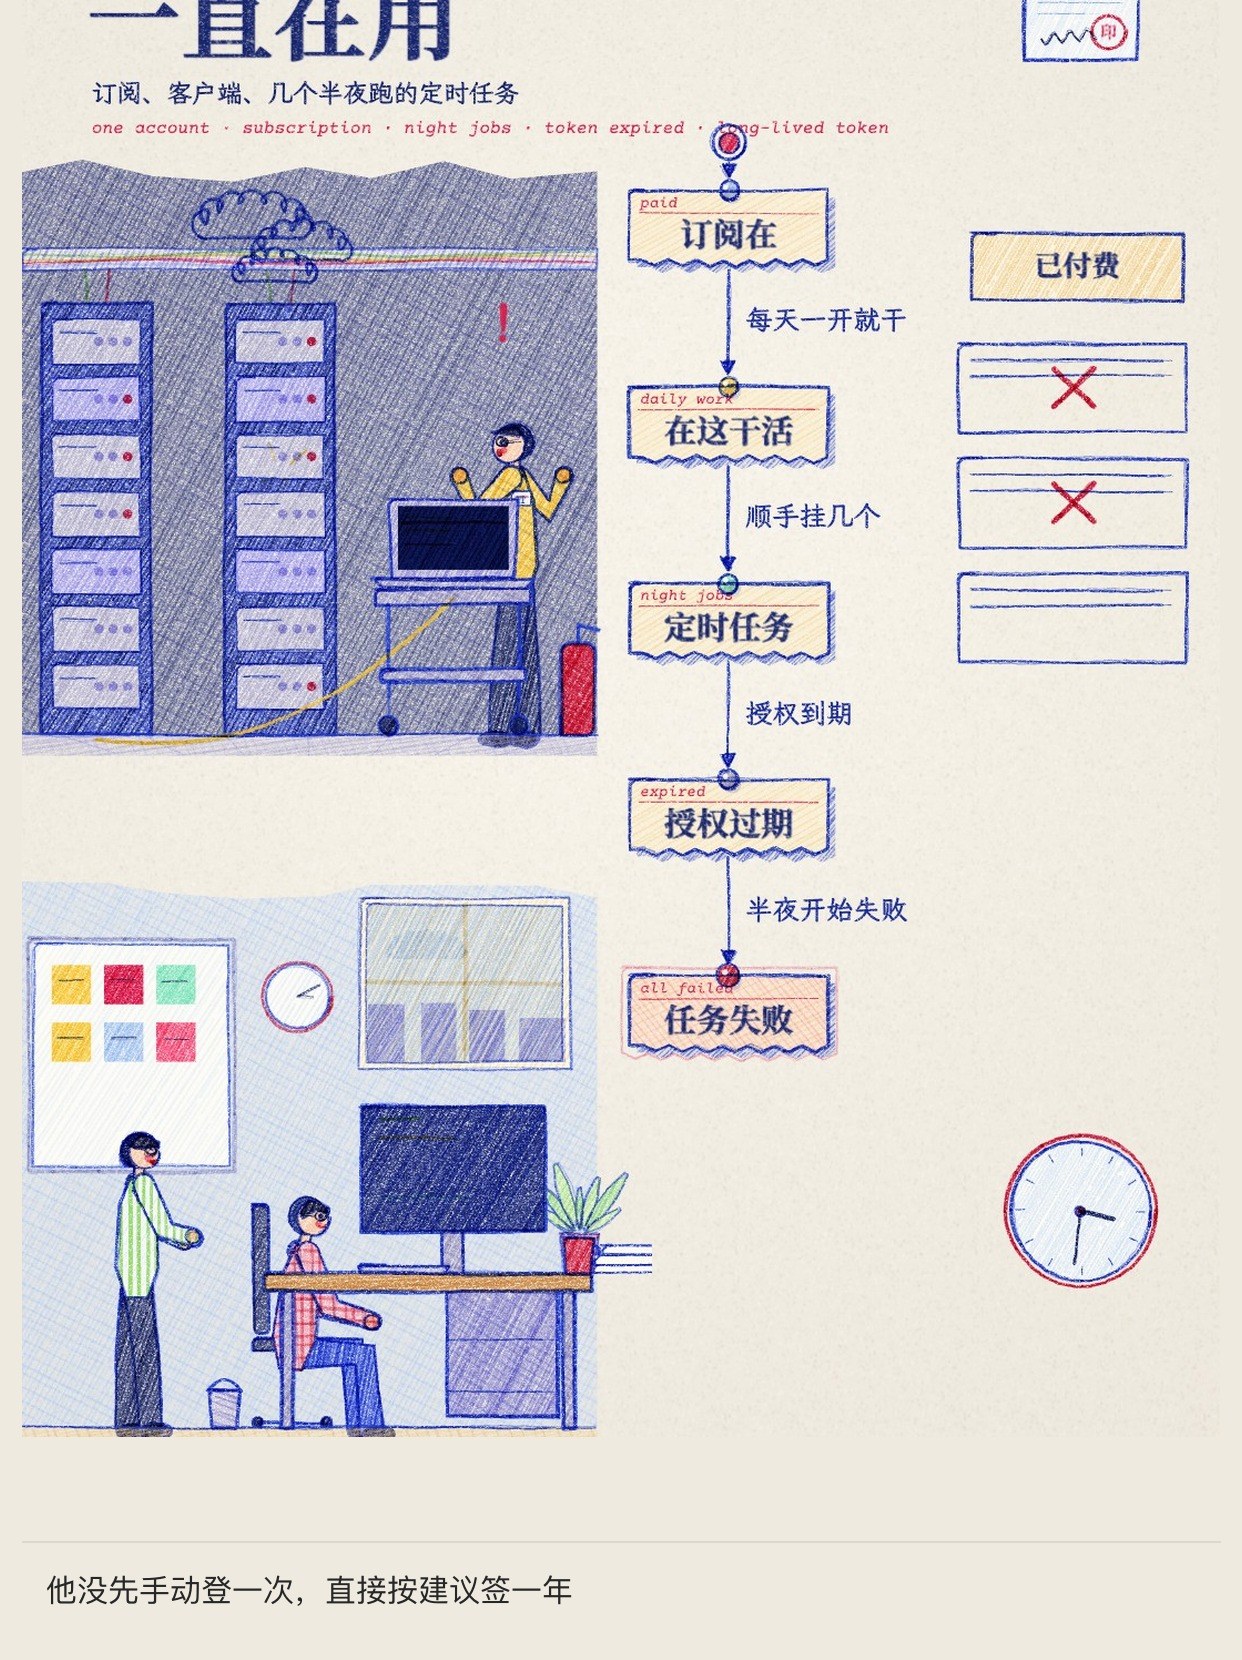 一直在用
印
订阅、客户端、几个半夜跑的定时任务
one account · subscription · night jobs · token expired · long-lived token
paid
订阅在
已付费
每天一开就干
daily work
在这干活
顺手挂几个
night jobs
定时任务
授权到期
expired
授权过期
半夜开始失败
all failed
任务失败
!
他没先手动登一次，直接按建议签一年